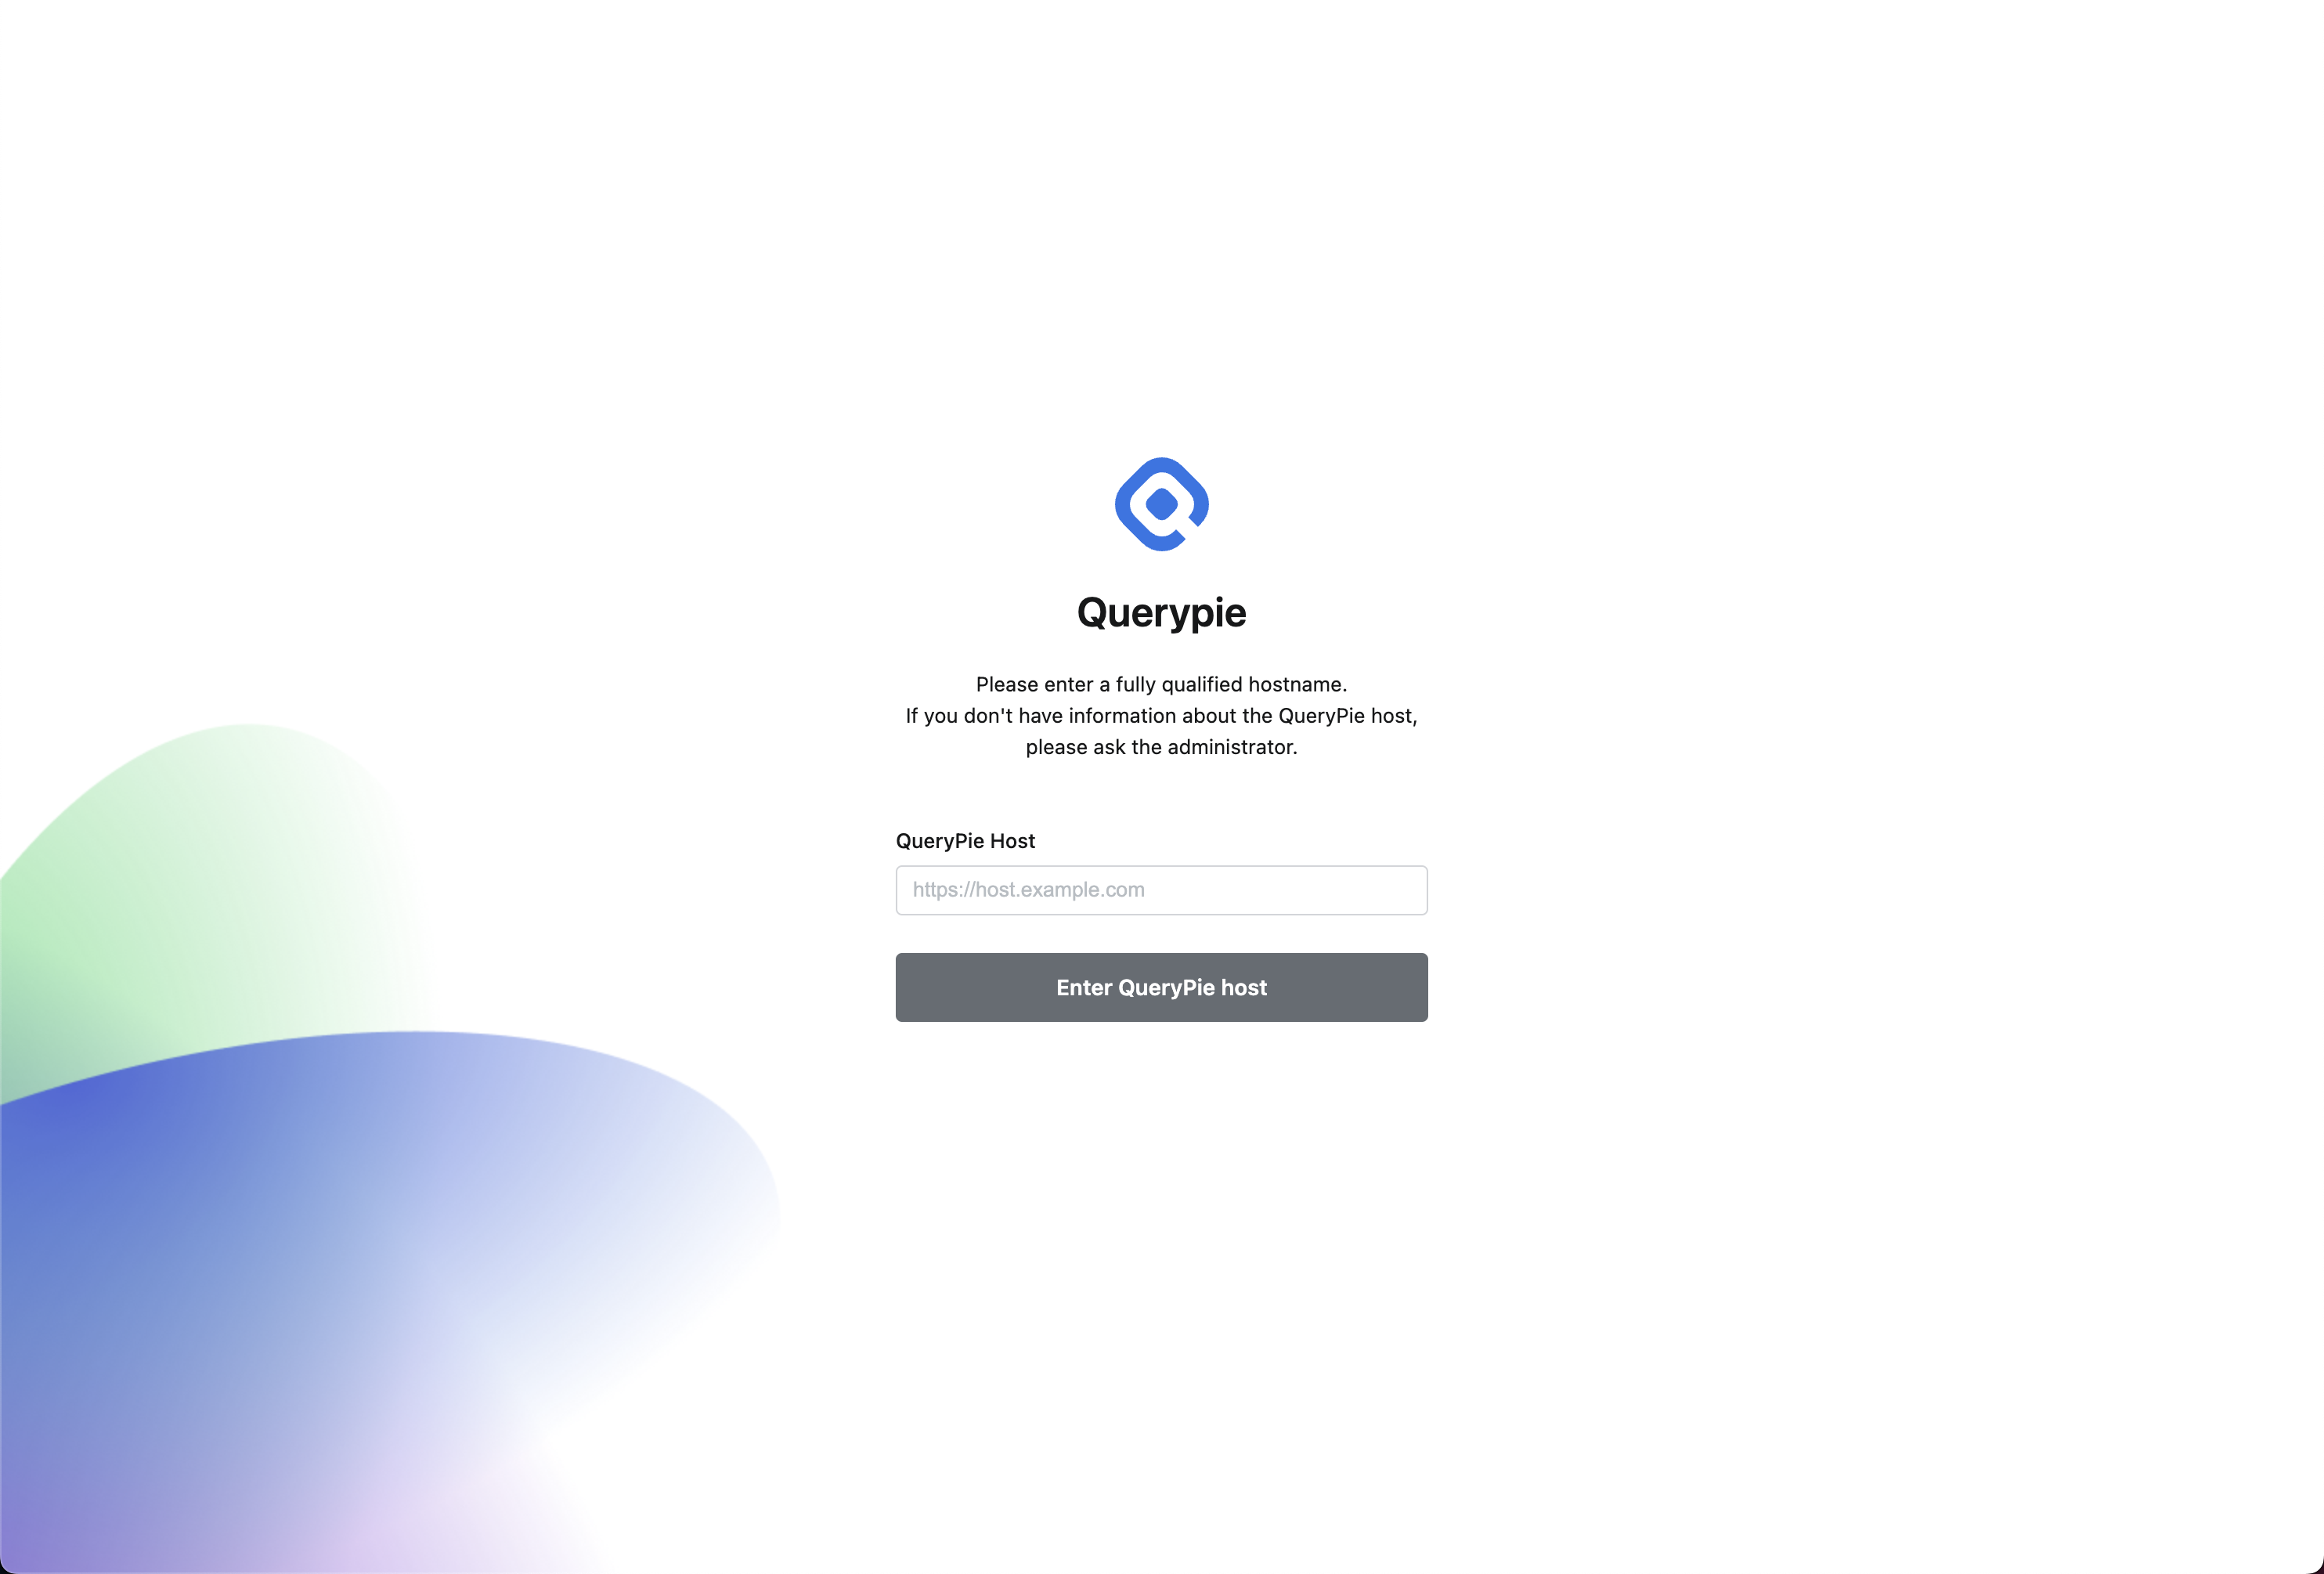 Querypie
Please enter a fully qualified hostname.
If you don't have information about the QueryPie host,
please ask the administrator.
QueryPie Host
https://host.example.com
Enter QueryPie host